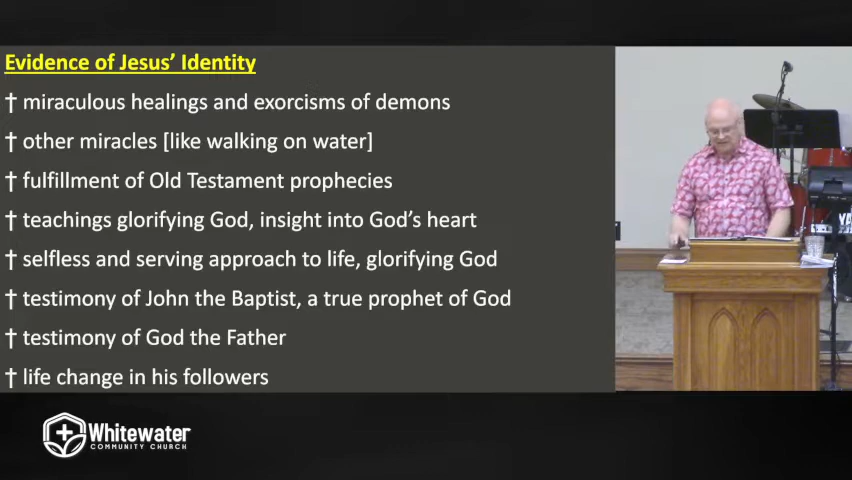 Evidence of Jesus’ Identity
† miraculous healings and exorcisms of demons
† other miracles [like walking on water]
† fulfillment of Old Testament prophecies
† teachings glorifying God, insight into God’s heart
† selfless and serving approach to life, glorifying God
† testimony of John the Baptist, a true prophet of God
† testimony of God the Father
† life change in his followers
Whitewater
COMMUNITY CHURCH